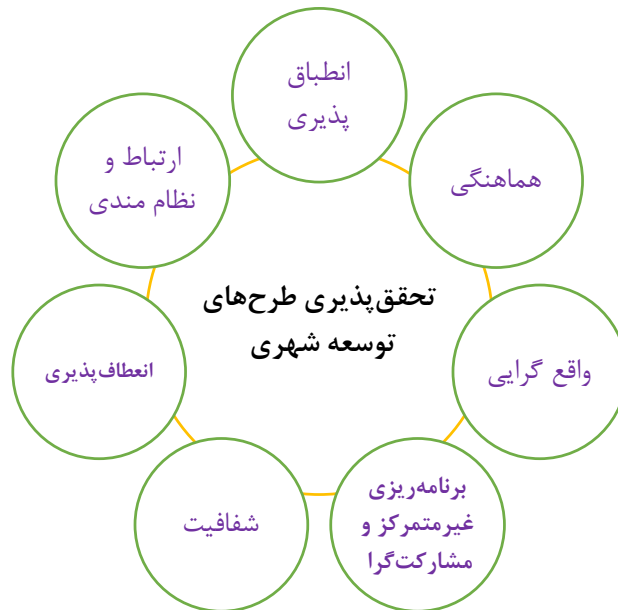 انطباق
پذیری
هماهنگی
واقع گرایی
برنامه‌ریزی
غیرمتمرکز و
مشارکت‌گرا
شفافیت
انعطاف‌پذیری
ارتباط و
نظام مندی
تحقق‌پذیری طرح‌های
توسعه شهری